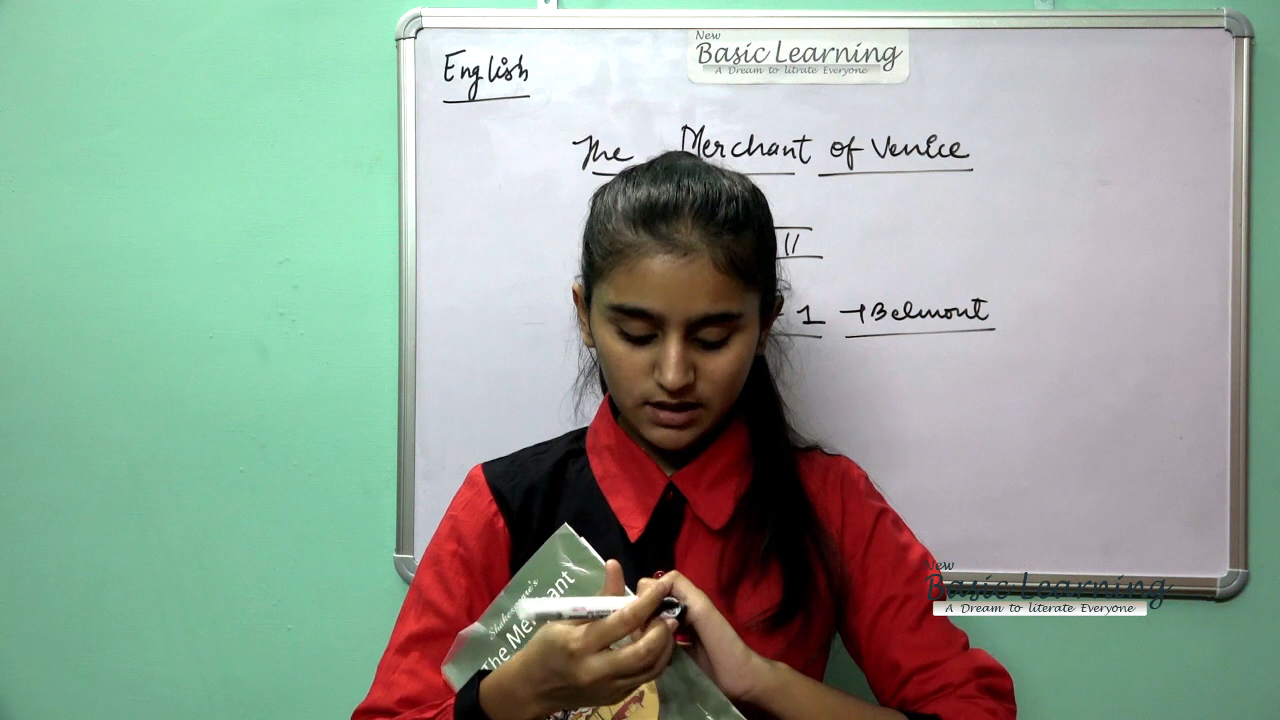 English
New
Basic Learning
A Dream to litrate Everyone
The Merchant of Venice
II
1 → Belmont
Shakespeare's
The Merchant
New
Basic Learning
A Dream to literate Everyone